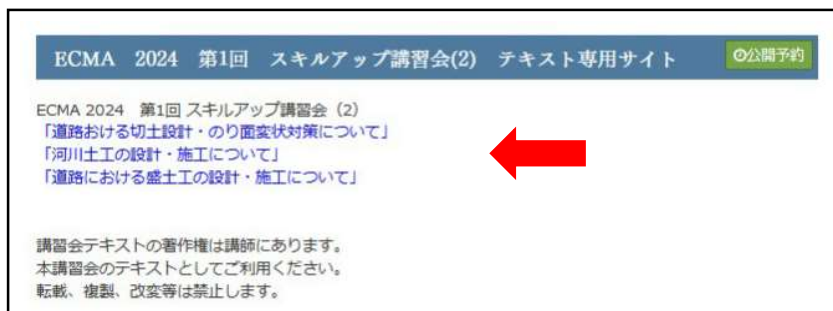 ECMA 2024 第1回 スキルアップ講習会(2) テキスト専用サイト
公開予約
ECMA 2024 第1回 スキルアップ講習会（2）
「道路おける切土設計・のり面変状対策について」
「河川土工の設計・施工について」
「道路における盛土工の設計・施工について」
講習会テキストの著作権は講師にあります。
本講習会のテキストとしてご利用ください。
転載、複製、改変等は禁止します。